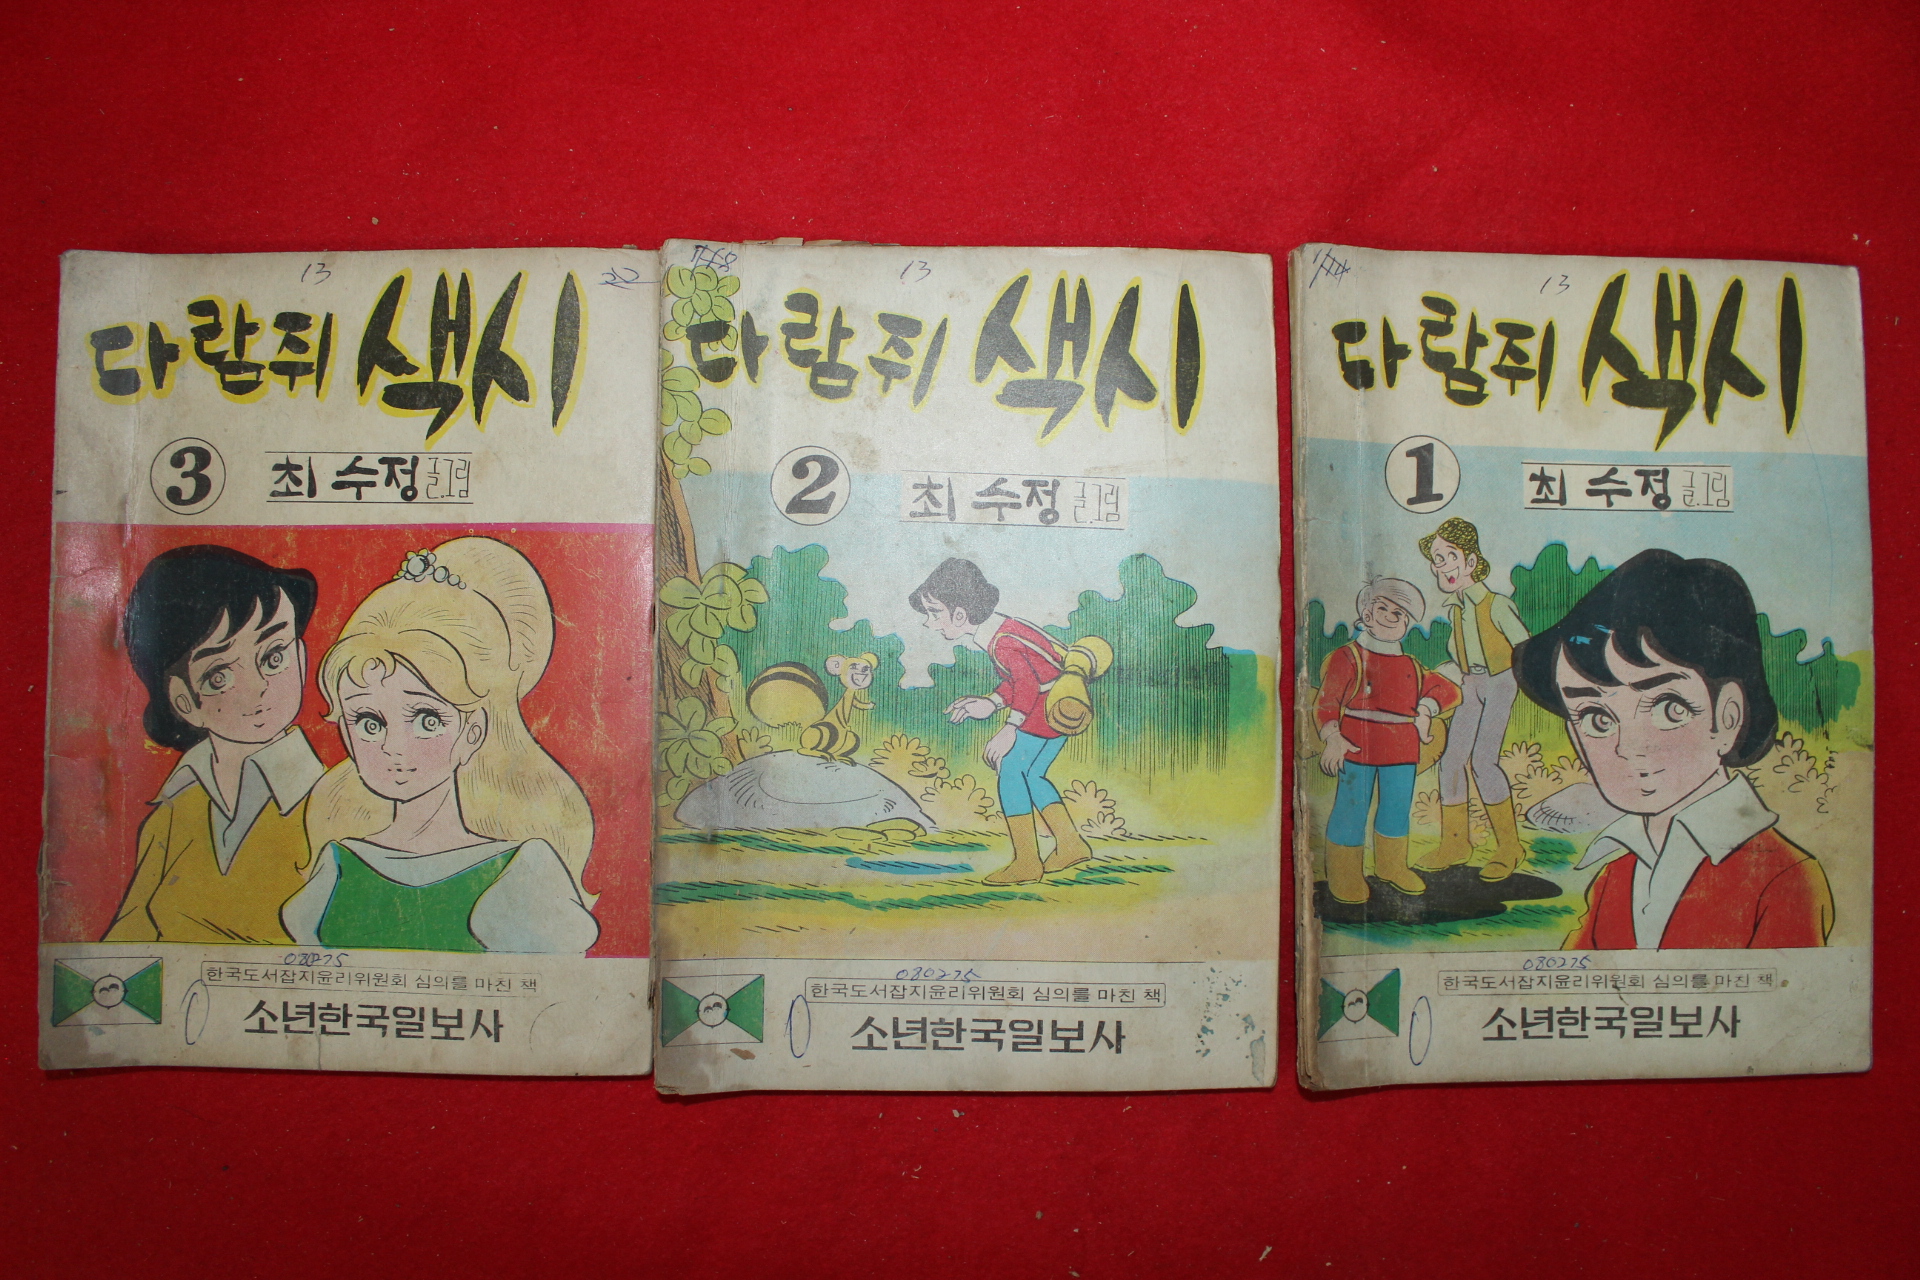 13
다람쥐 색시
3 최 수정 글.그림
080275
한국도서잡지윤리위원회 심의를 마친 책
소년한국일보사
13
다람쥐 색시
2 최 수정 글.그림
080275
한국도서잡지윤리위원회 심의를 마친 책
소년한국일보사
13
다람쥐 색시
1 최 수정 글.그림
080275
한국도서잡지윤리위원회 심의를 마친 책
소년한국일보사